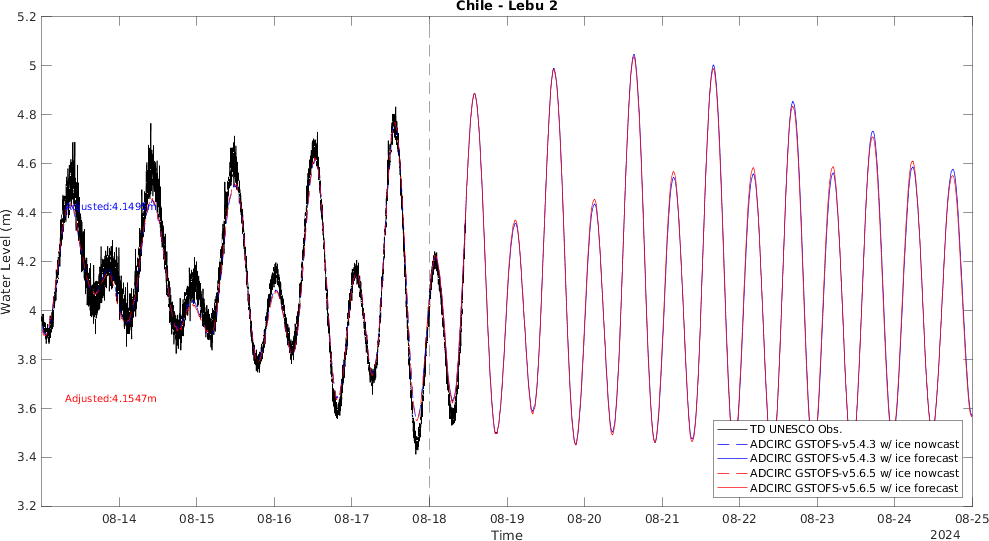 Chile - Lebu 2
5.2
5
4.8
4.6
4.4
4.2
4
3.8
3.6
3.4
3.2
Water Level (m)
Adjusted:4.1547m
TD UNESCO Obs.
ADCIRC GSTOFS-v5.4.3 w/ ice nowcast
ADCIRC GSTOFS-v5.4.3 w/ ice forecast
ADCIRC GSTOFS-v5.6.5 w/ ice nowcast
ADCIRC GSTOFS-v5.6.5 w/ ice forecast
08-14 08-15 08-16 08-17 08-18 08-19 08-20 08-21 08-22 08-23 08-24 08-25
Time
2024